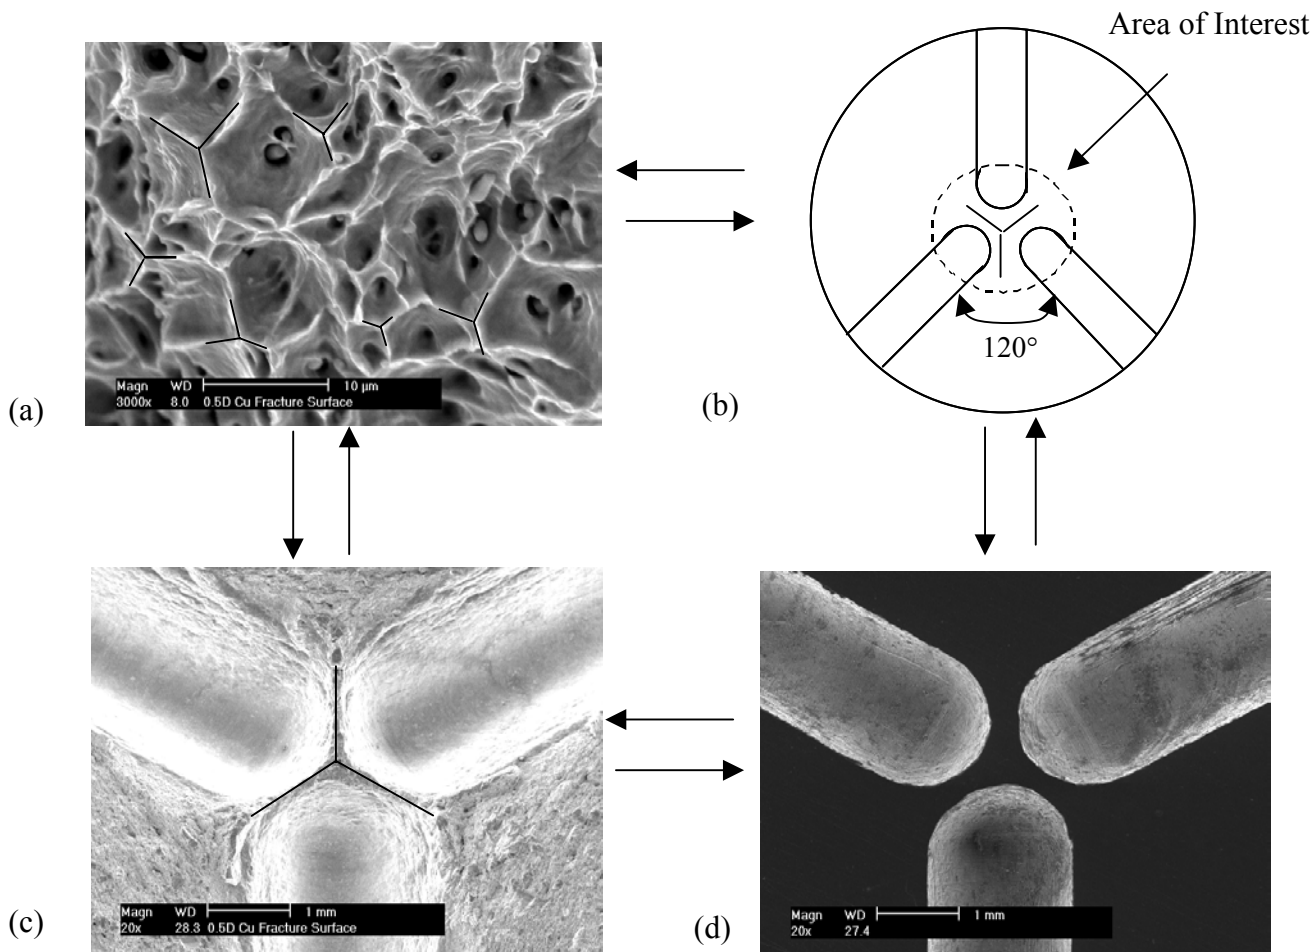 Area of Interest
120°
Magn WD 10 µm
3000x 8.0 0.5D Cu Fracture Surface
(a)
(b)
Magn WD 1 mm
20x 28.3 0.5D Cu Fracture Surface
(c)
Magn WD 1 mm
20x 27.4
(d)